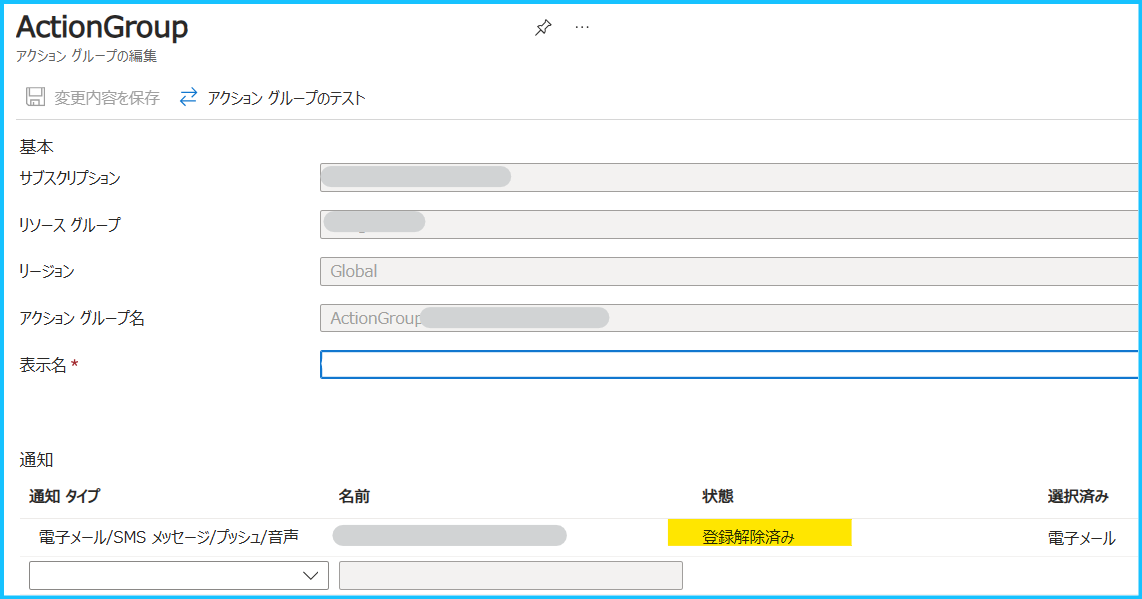 ActionGroup
アクション グループの編集
変更内容を保存 アクション グループのテスト
基本
サブスクリプション
リソース グループ
リージョン Global
アクション グループ名 ActionGroup
表示名 *
通知
通知 タイプ 名前 状態 選択済み
電子メール/SMS メッセージ/プッシュ/音声 登録解除済み 電子メール